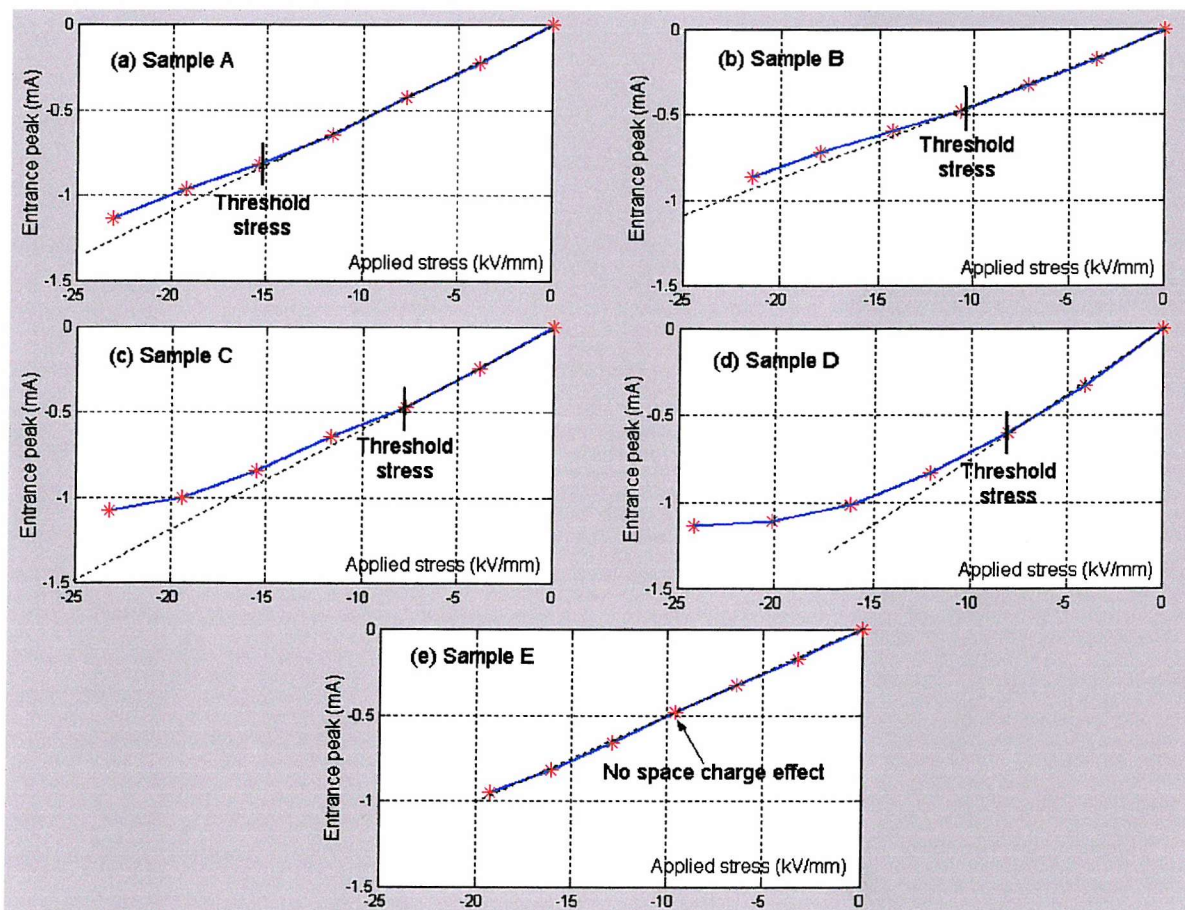 (a) Sample A
Entrance peak (mA)
0
-0.5
-1
-1.5
Threshold
stress
Applied stress (kV/mm)
-25
-20
-15
-10
-5
0
(b) Sample B
Entrance peak (mA)
0
-0.5
-1
-1.5
Threshold
stress
Applied stress (kV/mm)
-25
-20
-15
-10
-5
0
(c) Sample C
Entrance peak (mA)
0
-0.5
-1
-1.5
Threshold
stress
Applied stress (kV/mm)
-25
-20
-15
-10
-5
0
(d) Sample D
Entrance peak (mA)
0
-0.5
-1
-1.5
Threshold
stress
Applied stress (kV/mm)
-25
-20
-15
-10
-5
0
(e) Sample E
Entrance peak (mA)
0
-0.5
-1
-1.5
No space charge effect
Applied stress (kV/mm)
-25
-20
-15
-10
-5
0